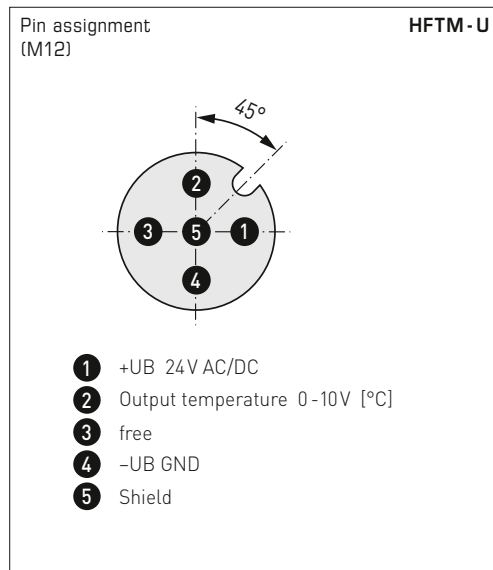 Pin assignment HFTM-U
(M12)
45°
2
3 5 1
4
1 +UB 24V AC/DC
2 Output temperature 0-10V [°C]
3 free
4 –UB GND
5 Shield